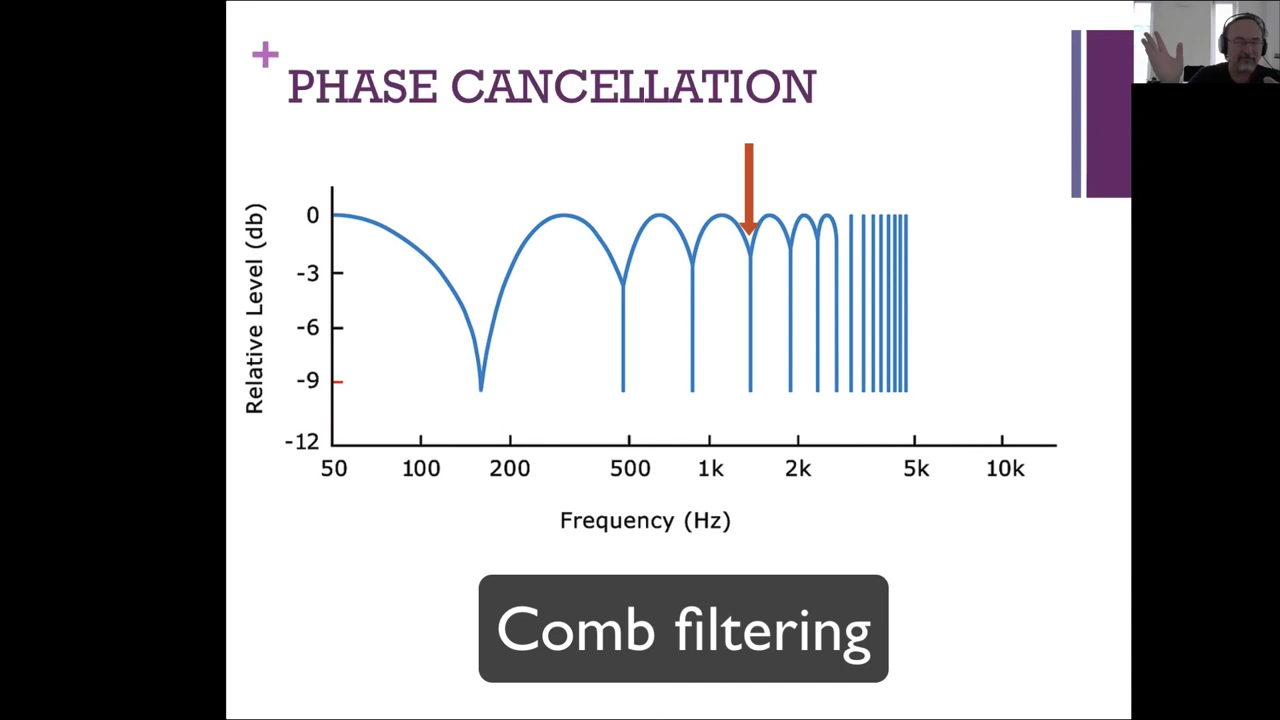 +
PHASE CANCELLATION
Relative Level (db)
0
-3
-6
-9
-12
50 100 200 500 1k 2k 5k 10k
Frequency (Hz)
Comb filtering